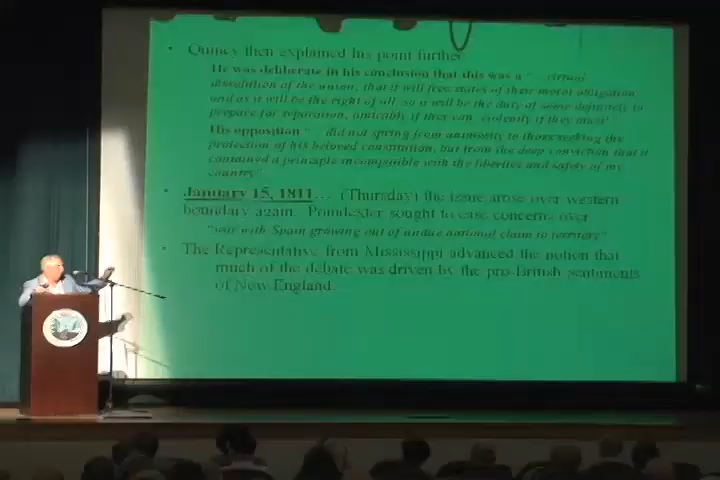 • Quincy then explained his point further
He was deliberate in his conclusion that this was a "... virtual
dissolution of the union, that it will free states of their moral obligation
and as it will be the right of all, so it will be the duty of some definitely to
prepare for separation, amicably if they can, violently if they must"
His opposition "... did not spring from animosity to those seeking the
protection of his beloved constitution, but from the deep conviction that it
contained a principle incompatible with the liberties and safety of my
country"
• January 15, 1811... (Thursday) the issue arose over western
boundary again. Poindexter sought to ease concerns over
"war with Spain growing out of undue national claim to territory"
• The Representative from Mississippi advanced the notion that
much of the debate was driven by the pro-British sentiments
of New England.